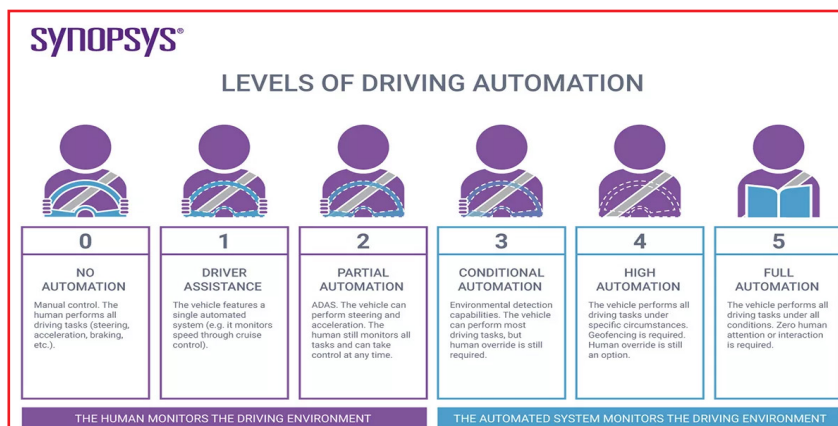 SYNOPSYS®
LEVELS OF DRIVING AUTOMATION
0
NO
AUTOMATION
Manual control. The
human performs all
driving tasks (steering,
acceleration, braking,
etc.).
1
DRIVER
ASSISTANCE
The vehicle features a
single automated
system (e.g. it monitors
speed through cruise
control).
2
PARTIAL
AUTOMATION
ADAS. The vehicle can
perform steering and
acceleration. The
human still monitors all
tasks and can take
control at any time.
3
CONDITIONAL
AUTOMATION
Environmental detection
capabilities. The vehicle
can perform most
driving tasks, but
human override is still
required.
4
HIGH
AUTOMATION
The vehicle performs all
driving tasks under
specific circumstances.
Geofencing is required.
Human override is still
an option.
5
FULL
AUTOMATION
The vehicle performs all
driving tasks under all
conditions. Zero human
attention or interaction
is required.
THE HUMAN MONITORS THE DRIVING ENVIRONMENT
THE AUTOMATED SYSTEM MONITORS THE DRIVING ENVIRONMENT